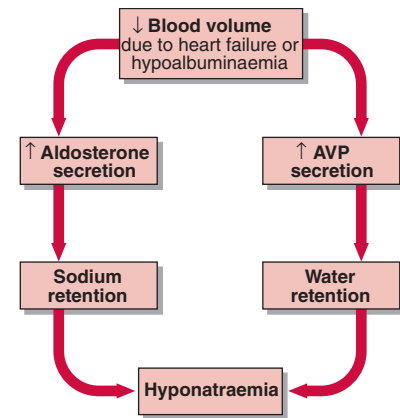 ↓ Blood volume
due to heart failure or
hypoalbuminaemia
↑ Aldosterone
secretion
↑ AVP
secretion
Sodium
retention
Water
retention
Hyponatraemia